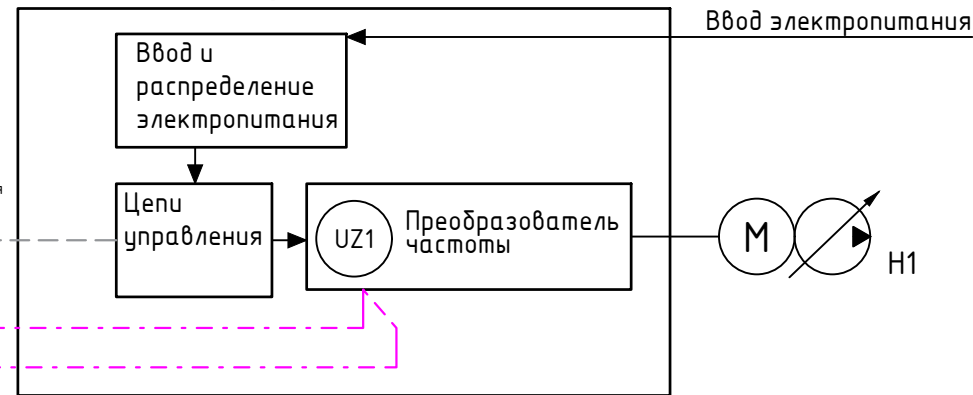 Ввод электропитания
Ввод и
распределение
электропитания
я
Цепи
управления
UZ1
Преобразователь
частоты
M
H1